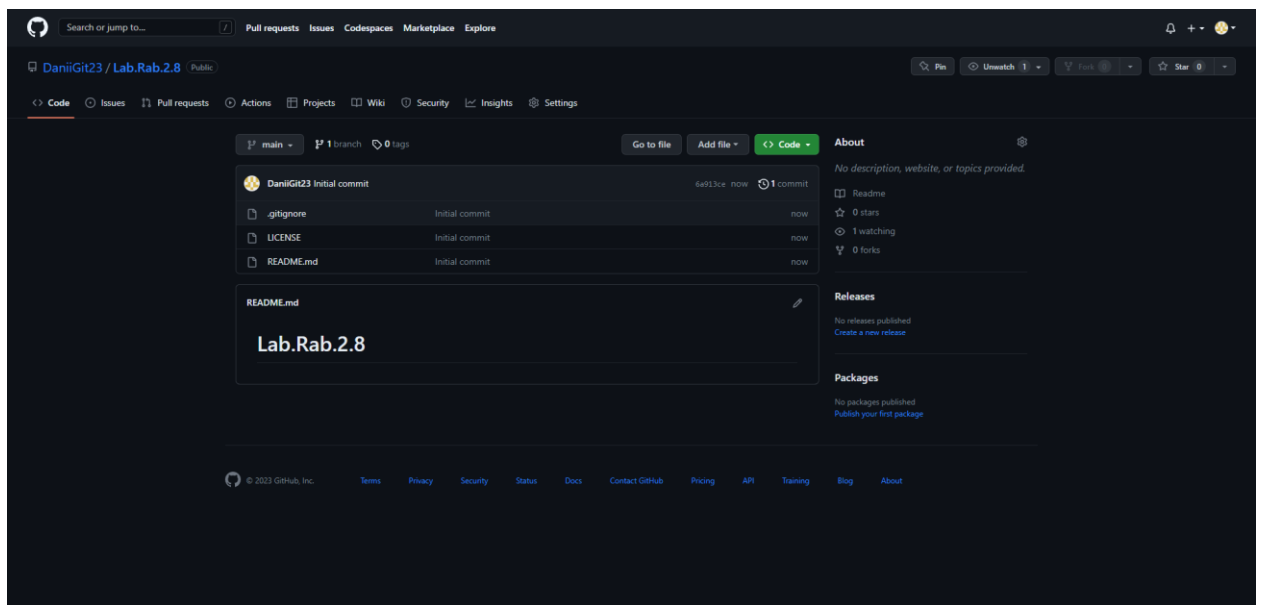 Search or jump to... / Pull requests Issues Codespaces Marketplace Explore
DaniiGit23 / Lab.Rab.2.8 Public Pin Unwatch 1 Fork 0 Star 0
Code Issues Pull requests Actions Projects Wiki Security Insights Settings
main 1 branch 0 tags Go to file Add file Code
DaniiGit23 Initial commit 6a913ce now 1 commit
.gitignore Initial commit now
LICENSE Initial commit now
README.md Initial commit now
README.md
Lab.Rab.2.8
About
No description, website, or topics provided.
Readme
0 stars
1 watching
0 forks
Releases
No releases published
Create a new release
Packages
No packages published
Publish your first package
© 2023 GitHub, Inc. Terms Privacy Security Status Docs Contact GitHub Pricing API Training Blog About